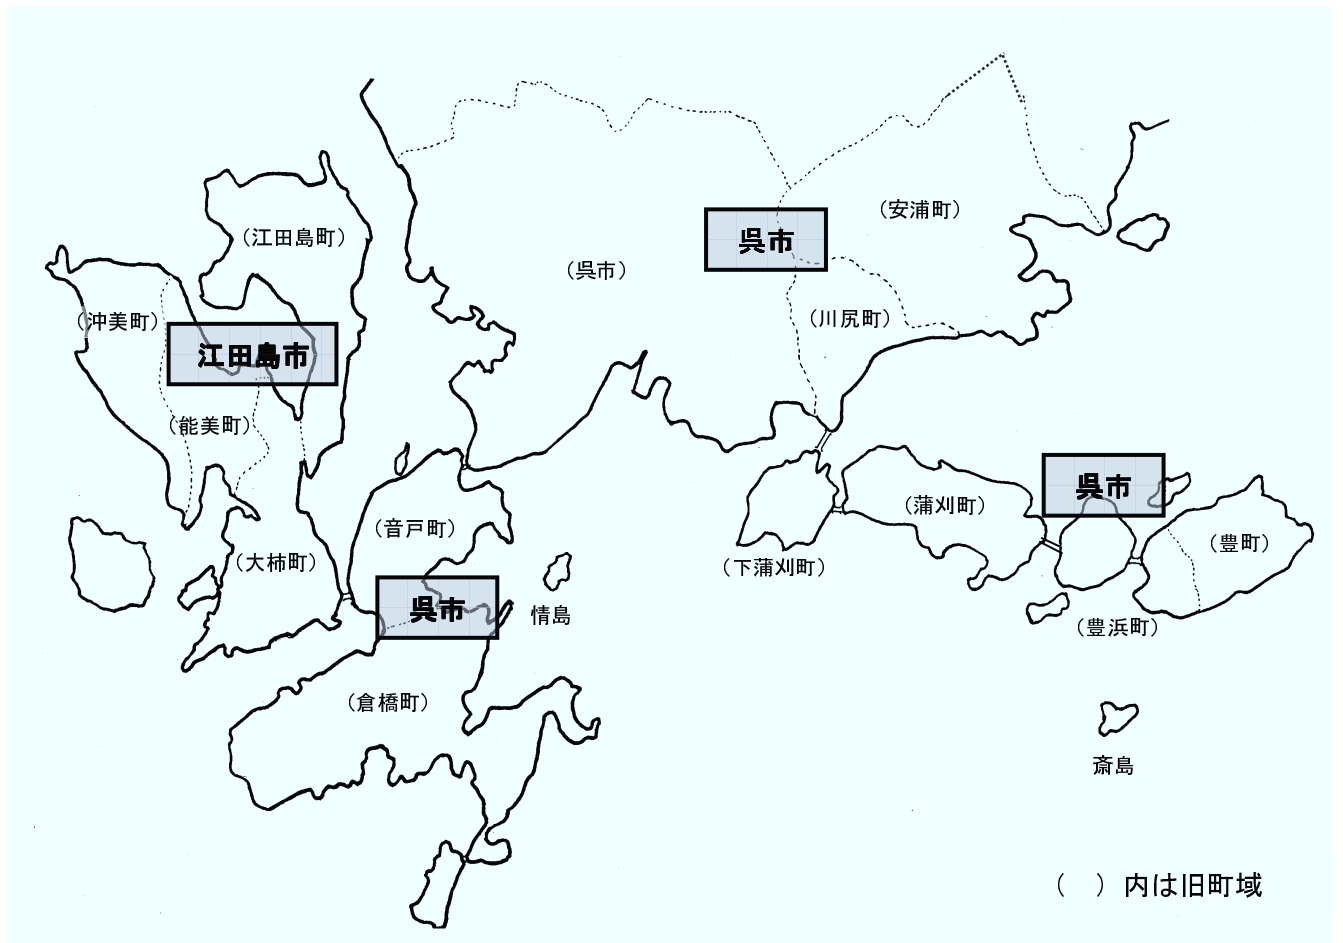 （安浦町）
（江田島町）
呉市
（呉市）
（沖美町）
（川尻町）
江田島市
（能美町）
呉市
（蒲刈町）
（音戸町）
（豊町）
（大柿町）
（下蒲刈町）
呉市
情島
（豊浜町）
（倉橋町）
斎島
（　）内は旧町域